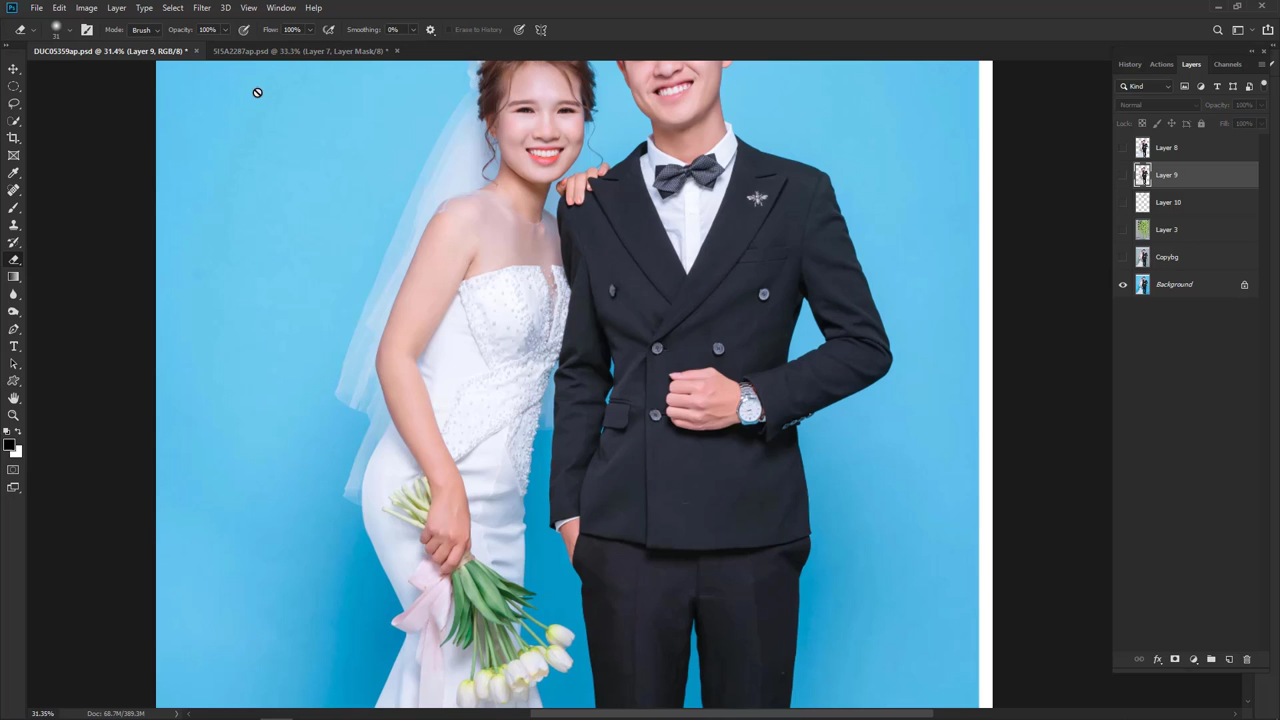 Ps File Edit Image Layer Type Select Filter 3D View Window Help
31 Mode: Brush Opacity: 100% Flow: 100% Smoothing: 0% Erase to History
DUC05359ap.psd @ 31.4% (Layer 9, RGB/8) * × 5I5A2287ap.psd @ 33.3% (Layer 7, Layer Mask/8) * ×
History Actions Layers Channels
Kind
Normal Opacity: 100%
Lock: Fill: 100%
Layer 8
Layer 9
Layer 10
Layer 3
Copybg
Background
31.35% Doc: 68.7M/389.3M